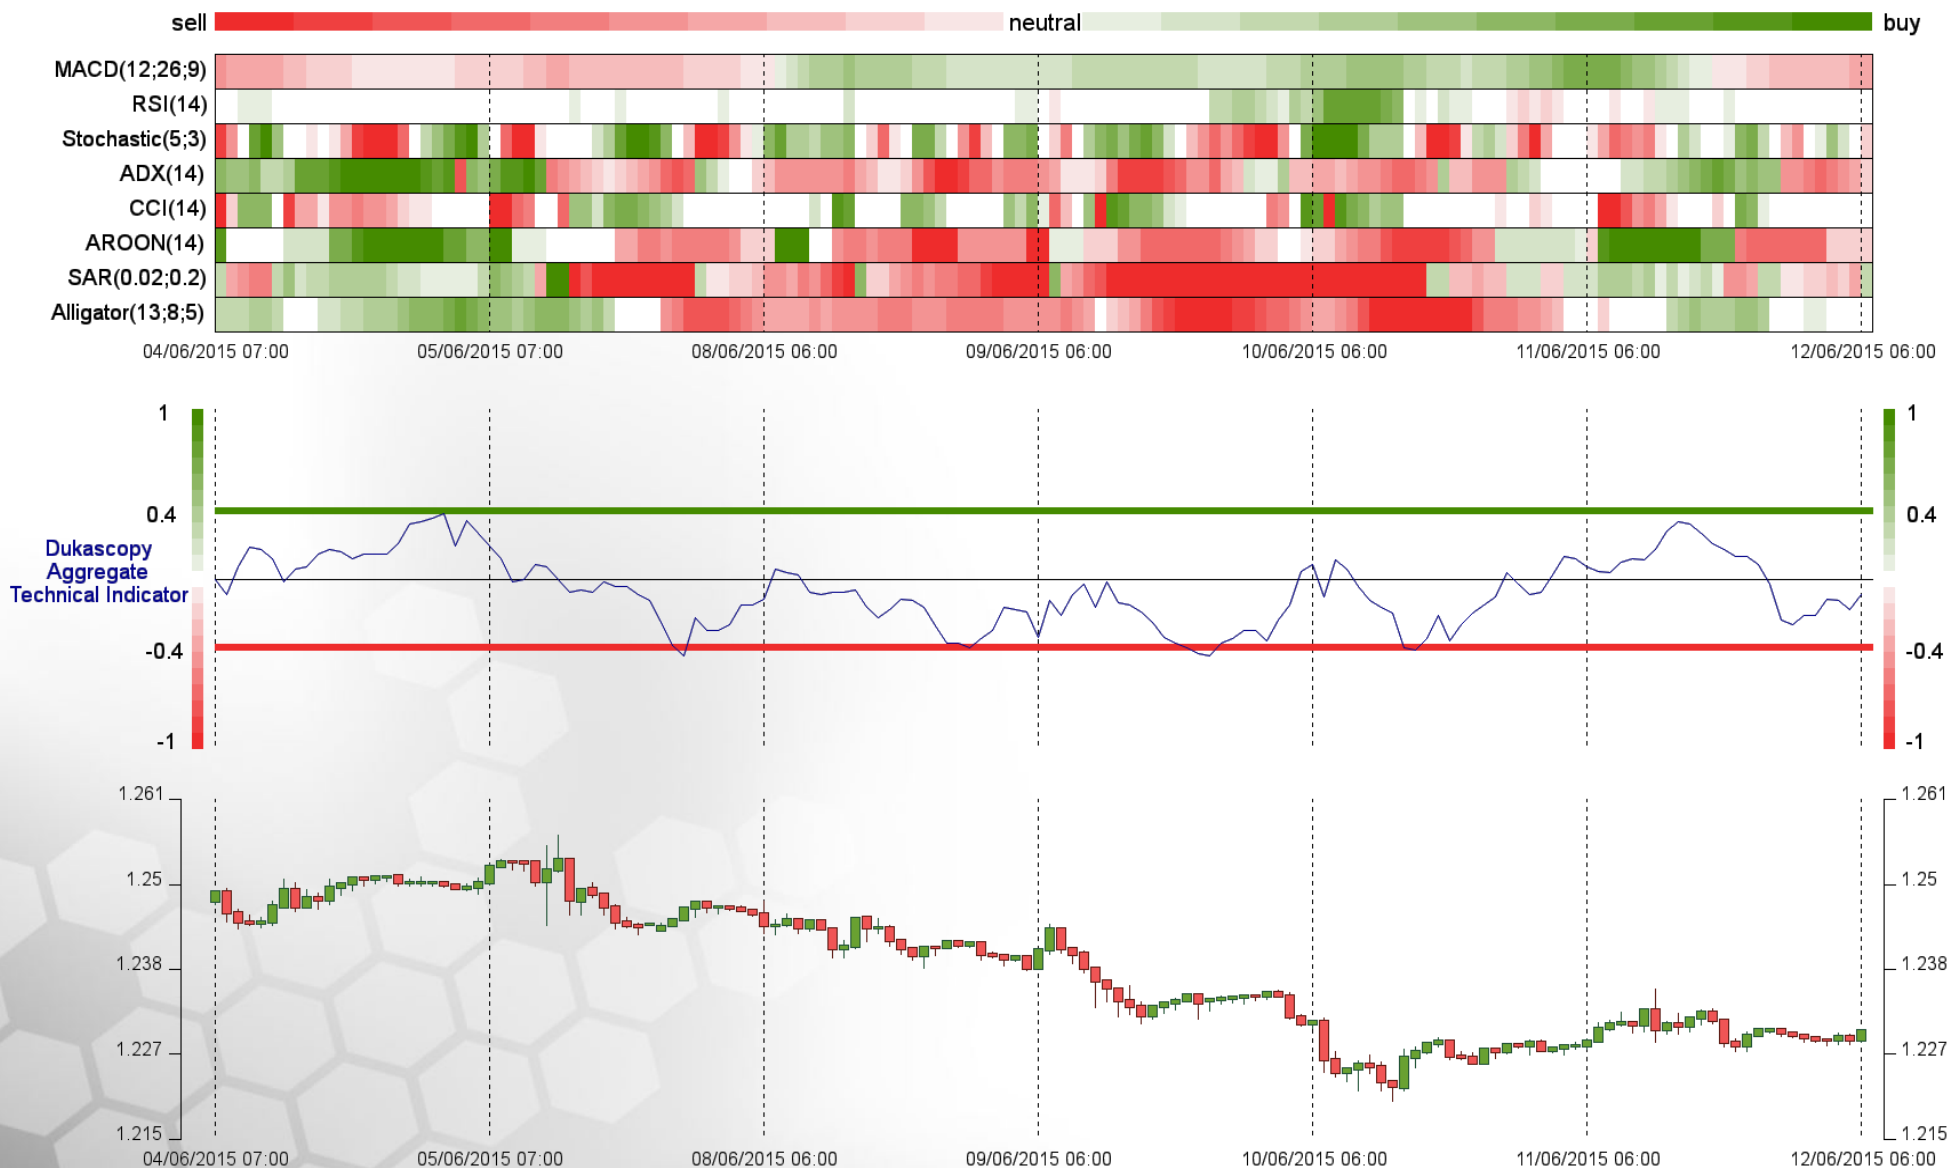 sell neutral buy
MACD(12;26;9)
RSI(14)
Stochastic(5;3)
ADX(14)
CCI(14)
AROON(14)
SAR(0.02;0.2)
Alligator(13;8;5)
04/06/2015 07:00 05/06/2015 07:00 08/06/2015 06:00 09/06/2015 06:00 10/06/2015 06:00 11/06/2015 06:00 12/06/2015 06:00
1 1
0.4 0.4
Dukascopy
Aggregate
Technical Indicator
-0.4 -0.4
-1 -1
1.261 1.261
1.25 1.25
1.238 1.238
1.227 1.227
1.215 1.215
04/06/2015 07:00 05/06/2015 07:00 08/06/2015 06:00 09/06/2015 06:00 10/06/2015 06:00 11/06/2015 06:00 12/06/2015 06:00